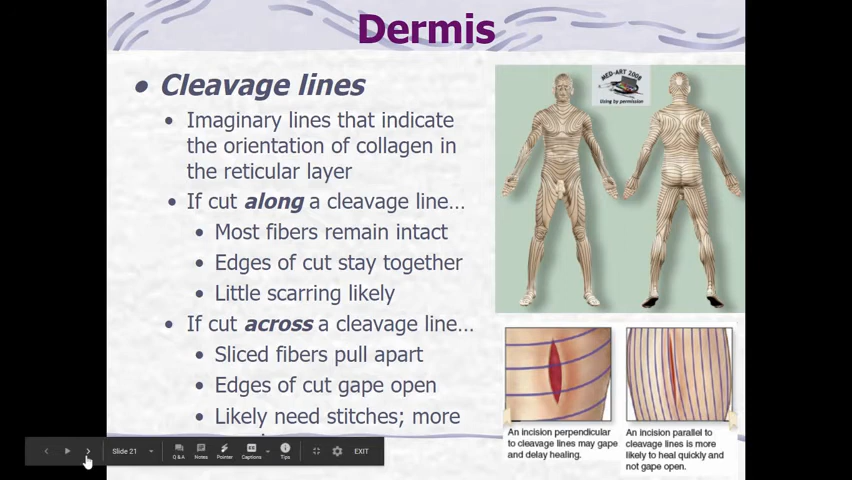 Dermis
• Cleavage lines
• Imaginary lines that indicate
the orientation of collagen in
the reticular layer
• If cut along a cleavage line…
• Most fibers remain intact
• Edges of cut stay together
• Little scarring likely
• If cut across a cleavage line…
• Sliced fibers pull apart
• Edges of cut gape open
• Likely need stitches; more
MED-ART 2008
Using by permission
An incision perpendicular
to cleavage lines may gape
and delay healing.
An incision parallel to
cleavage lines is more
likely to heal quickly and
not gape open.
Slide 21
Q&A
Notes
Pointer
Captions
Tips
EXIT